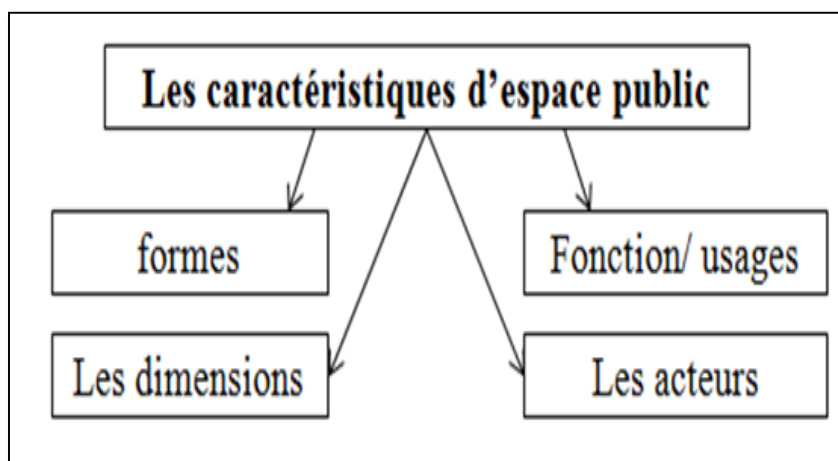 Les caractéristiques d’espace public
formes
Fonction/ usages
Les dimensions
Les acteurs